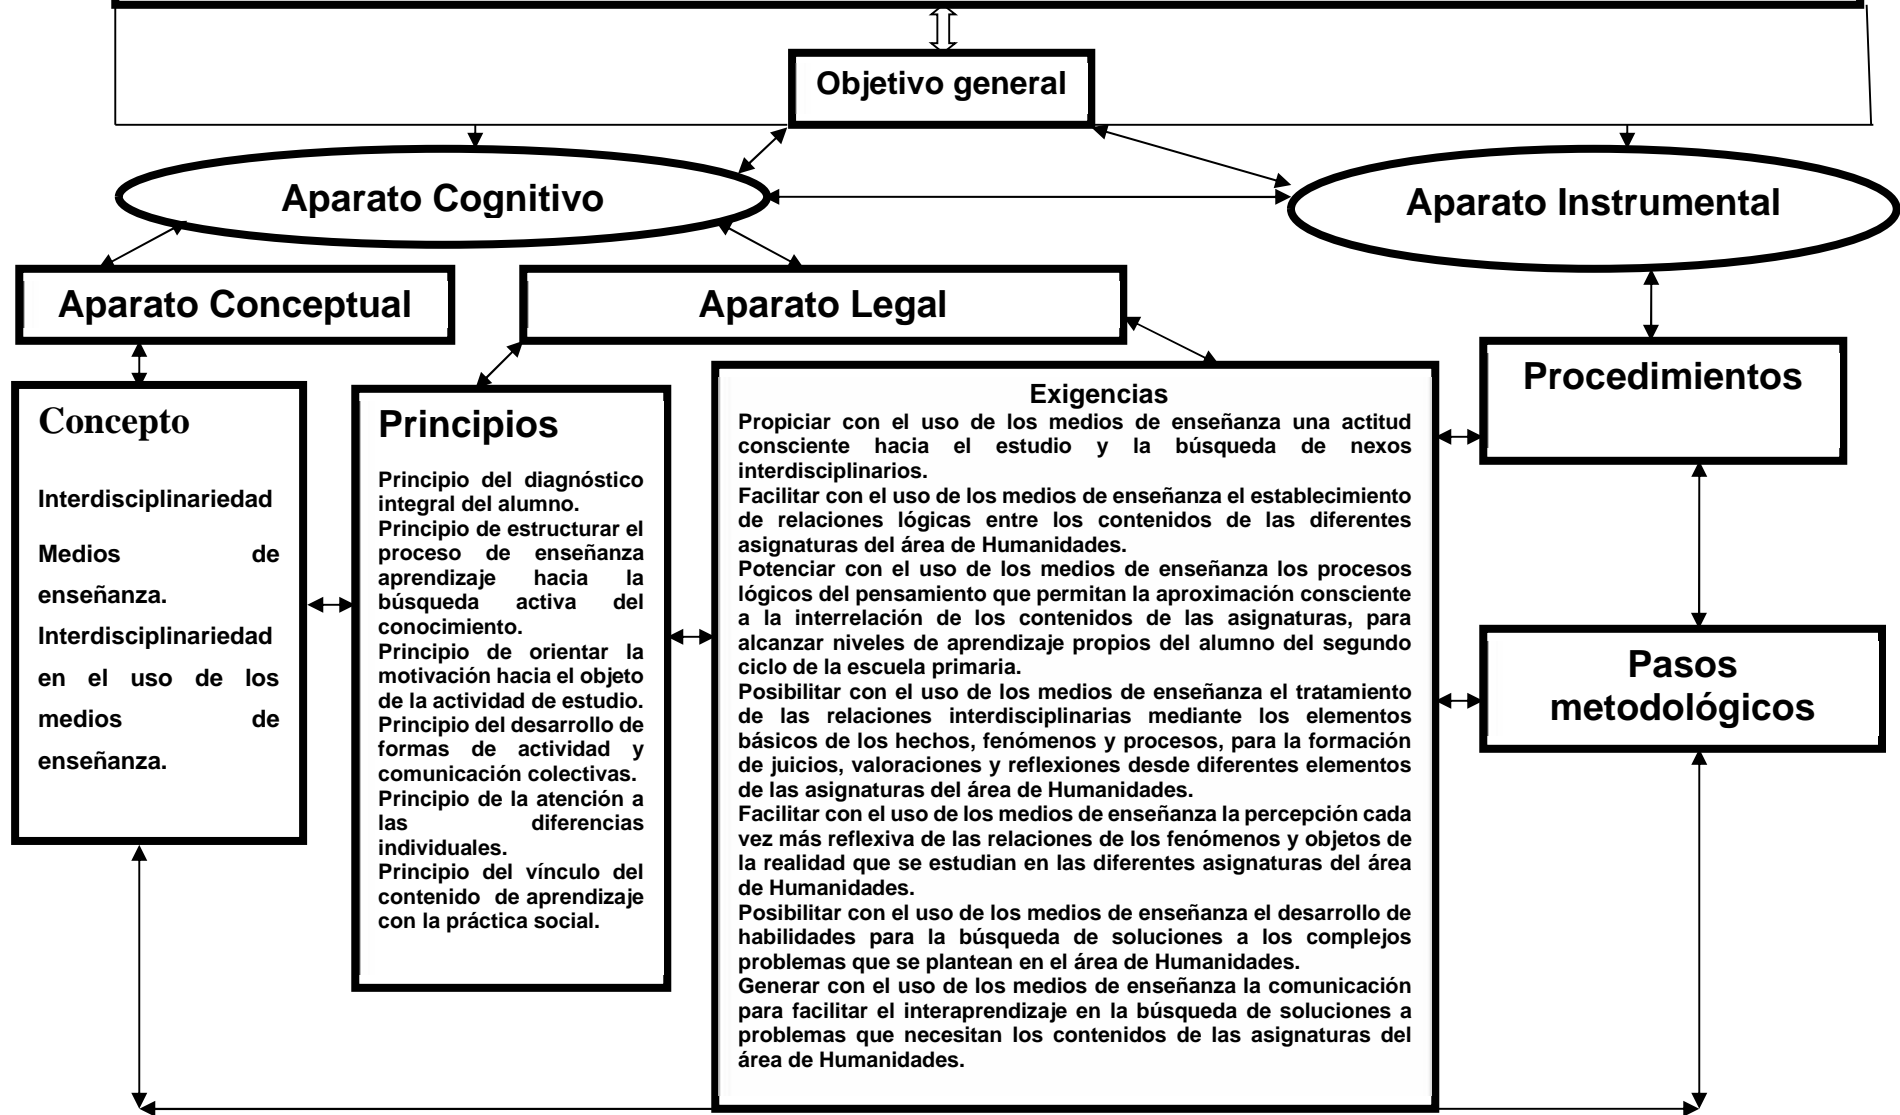 Objetivo general
Aparato Cognitivo
Aparato Instrumental
Aparato Conceptual
Aparato Legal
Concepto
Interdisciplinariedad
Medios de
enseñanza.
Interdisciplinariedad
en el uso de los
medios de
enseñanza.
Principios
Principio del diagnóstico
integral del alumno.
Principio de estructurar el
proceso de enseñanza
aprendizaje hacia la
búsqueda activa del
conocimiento.
Principio de orientar la
motivación hacia el objeto
de la actividad de estudio.
Principio del desarrollo de
formas de actividad y
comunicación colectivas.
Principio de la atención a
las diferencias
individuales.
Principio del vínculo del
contenido de aprendizaje
con la práctica social.
Exigencias
Propiciar con el uso de los medios de enseñanza una actitud
consciente hacia el estudio y la búsqueda de nexos
interdisciplinarios.
Facilitar con el uso de los medios de enseñanza el establecimiento
de relaciones lógicas entre los contenidos de las diferentes
asignaturas del área de Humanidades.
Potenciar con el uso de los medios de enseñanza los procesos
lógicos del pensamiento que permitan la aproximación consciente
a la interrelación de los contenidos de las asignaturas, para
alcanzar niveles de aprendizaje propios del alumno del segundo
ciclo de la escuela primaria.
Posibilitar con el uso de los medios de enseñanza el tratamiento
de las relaciones interdisciplinarias mediante los elementos
básicos de los hechos, fenómenos y procesos, para la formación
de juicios, valoraciones y reflexiones desde diferentes elementos
de las asignaturas del área de Humanidades.
Facilitar con el uso de los medios de enseñanza la percepción cada
vez más reflexiva de las relaciones de los fenómenos y objetos de
la realidad que se estudian en las diferentes asignaturas del área
de Humanidades.
Posibilitar con el uso de los medios de enseñanza el desarrollo de
habilidades para la búsqueda de soluciones a los complejos
problemas que se plantean en el área de Humanidades.
Generar con el uso de los medios de enseñanza la comunicación
para facilitar el interaprendizaje en la búsqueda de soluciones a
problemas que necesitan los contenidos de las asignaturas del
área de Humanidades.
Procedimientos
Pasos
metodológicos